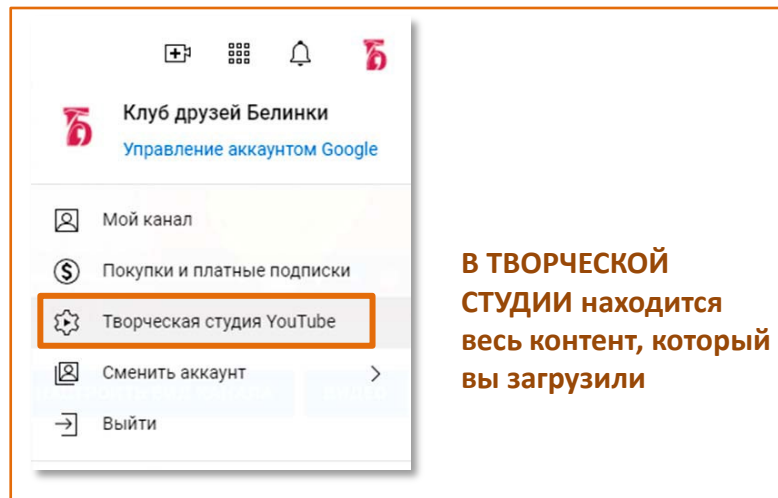 Клуб друзей Белинки
Управление аккаунтом Google
Мой канал
Покупки и платные подписки
Творческая студия YouTube
Сменить аккаунт
Выйти
В ТВОРЧЕСКОЙ
СТУДИИ находится
весь контент, который
вы загрузили